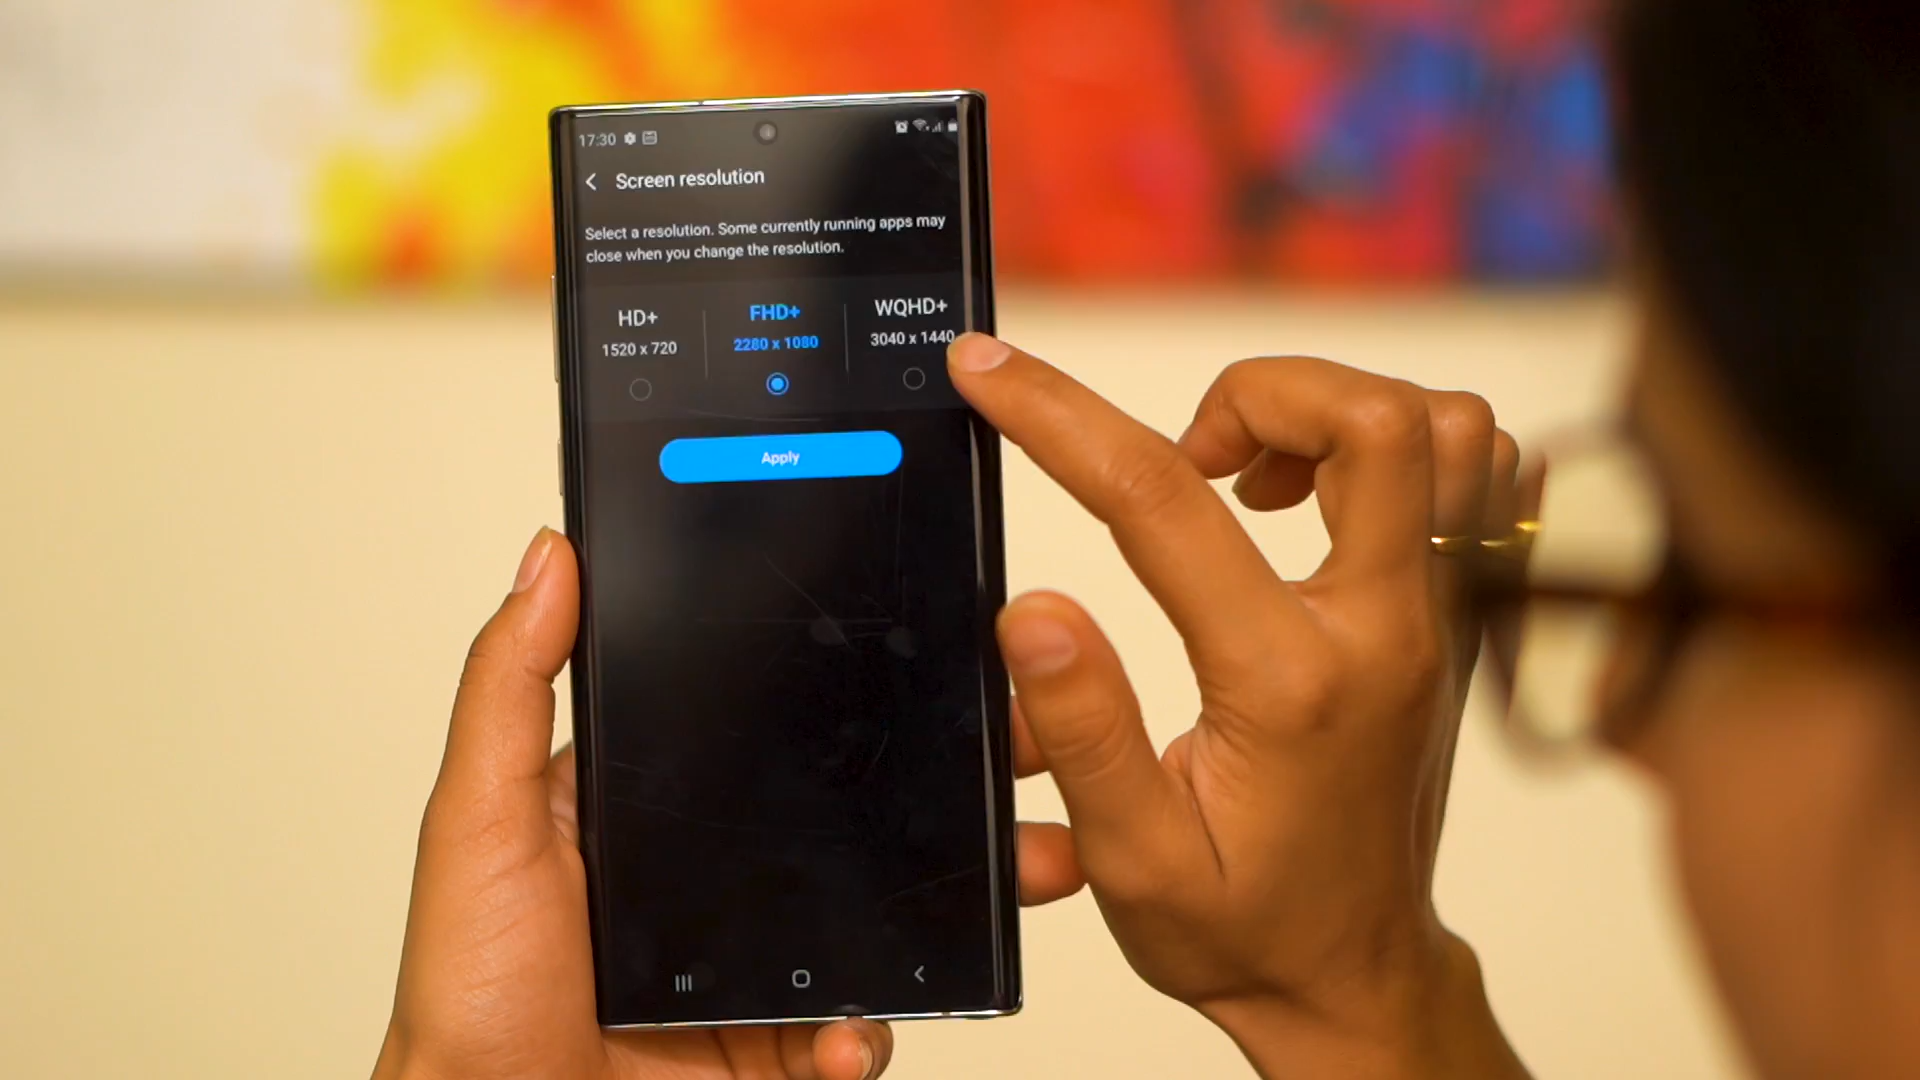 17:30
Screen resolution
Select a resolution. Some currently running apps may
close when you change the resolution.
HD+
1520 x 720
FHD+
2280 x 1080
WQHD+
3040 x 1440
Apply